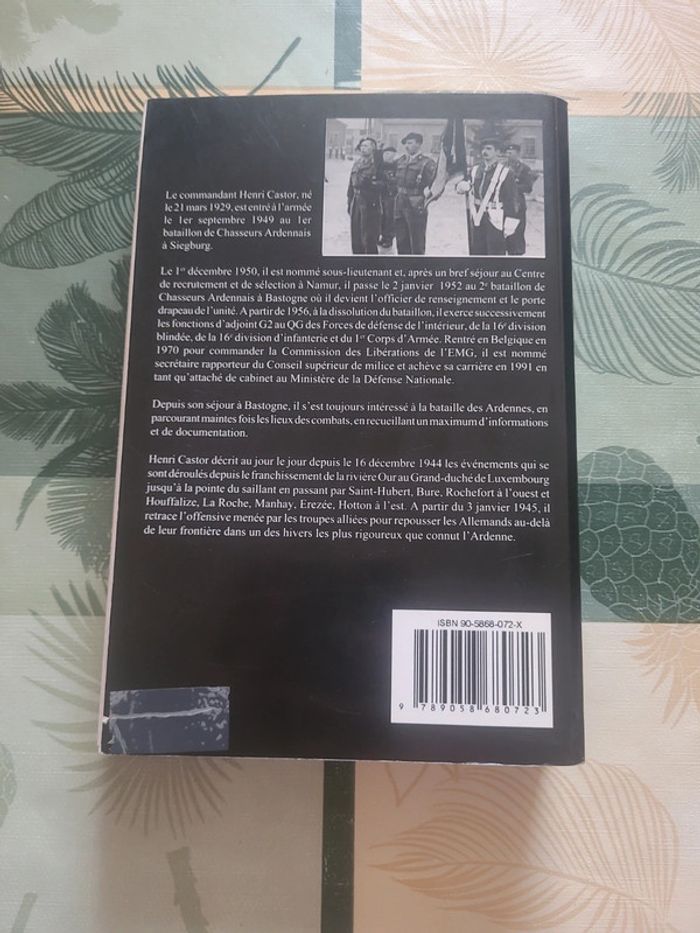 Le commandant Henri Castor, né
le 21 mars 1929, est entré à l'armée
le 1er septembre 1949 au 1er
bataillon de Chasseurs Ardennais
à Siegburg.
Le 1er décembre 1950, il est nommé sous-lieutenant et, après un bref séjour au Centre
de recrutement et de sélection à Namur, il passe le 2 janvier 1952 au 2e bataillon de
Chasseurs Ardennais à Bastogne où il devient l'officier de renseignement et le porte
drapeau de l'unité. A partir de 1956, à la dissolution du bataillon, il exerce successivement
les fonctions d'adjoint G2 au QG des Forces de défense de l'intérieur, de la 16e division
blindée, de la 16e division d'infanterie et du 1er Corps d'Armée. Rentré en Belgique en
1970 pour commander la Commission des Libérations de l'EMG, il est nommé
secrétaire rapporteur du Conseil supérieur de milice et achève sa carrière en 1991 en
tant qu'attaché de cabinet au Ministère de la Défense Nationale.
Depuis son séjour à Bastogne, il s'est toujours intéressé à la bataille des Ardennes, en
parcourant maintes fois les lieux des combats, en recueillant un maximum d'informations
et de documentation.
Henri Castor décrit au jour le jour depuis le 16 décembre 1944 les événements qui se
sont déroulés depuis le franchissement de la rivière Our au Grand-duché de Luxembourg
jusqu'à la pointe du saillant en passant par Saint-Hubert, Bure, Rochefort à l'ouest et
Houffalize, La Roche, Manhay, Erezée, Hotton à l'est. A partir du 3 janvier 1945, il
retrace l'offensive menée par les troupes alliées pour repousser les Allemands au-delà
de leur frontière dans un des hivers les plus rigoureux que connut l'Ardenne.
ISBN 90-5868-072-X
9 789058 680723